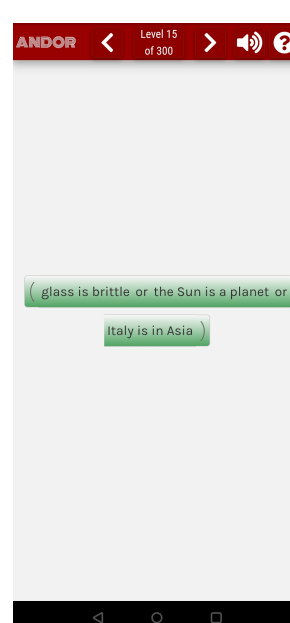 ANDOR
Level 15
of 300
?
( glass is brittle or the Sun is a planet or
Italy is in Asia )